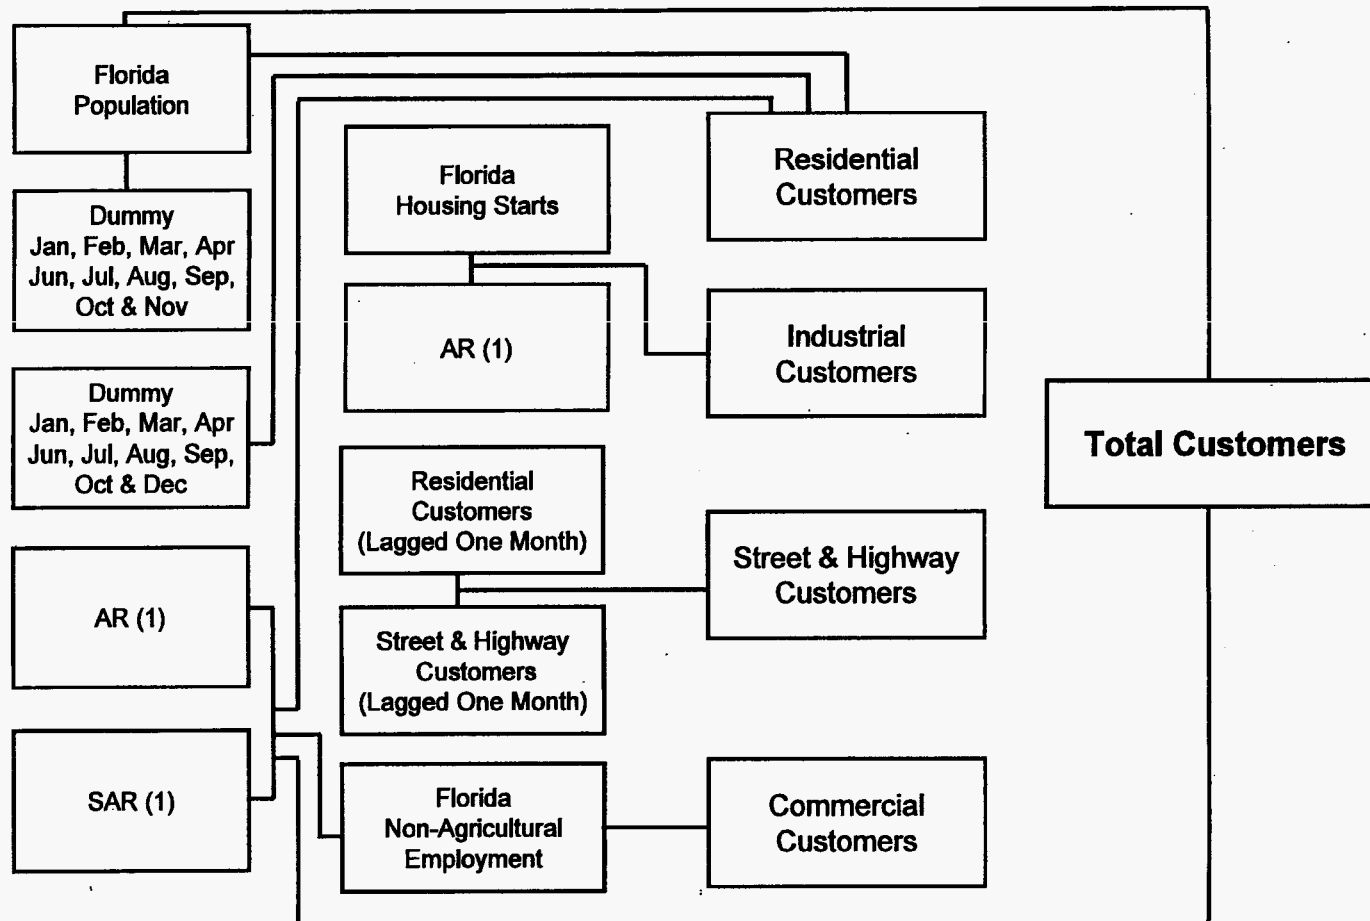 Florida
Population
Dummy
Jan, Feb, Mar, Apr
Jun, Jul, Aug, Sep,
Oct & Nov
Dummy
Jan, Feb, Mar, Apr
Jun, Jul, Aug, Sep,
Oct & Dec
AR (1)
SAR (1)
Florida
Housing Starts
AR (1)
Residential
Customers
(Lagged One Month)
Street & Highway
Customers
(Lagged One Month)
Florida
Non-Agricultural
Employment
Residential
Customers
Industrial
Customers
Street & Highway
Customers
Commercial
Customers
Total Customers